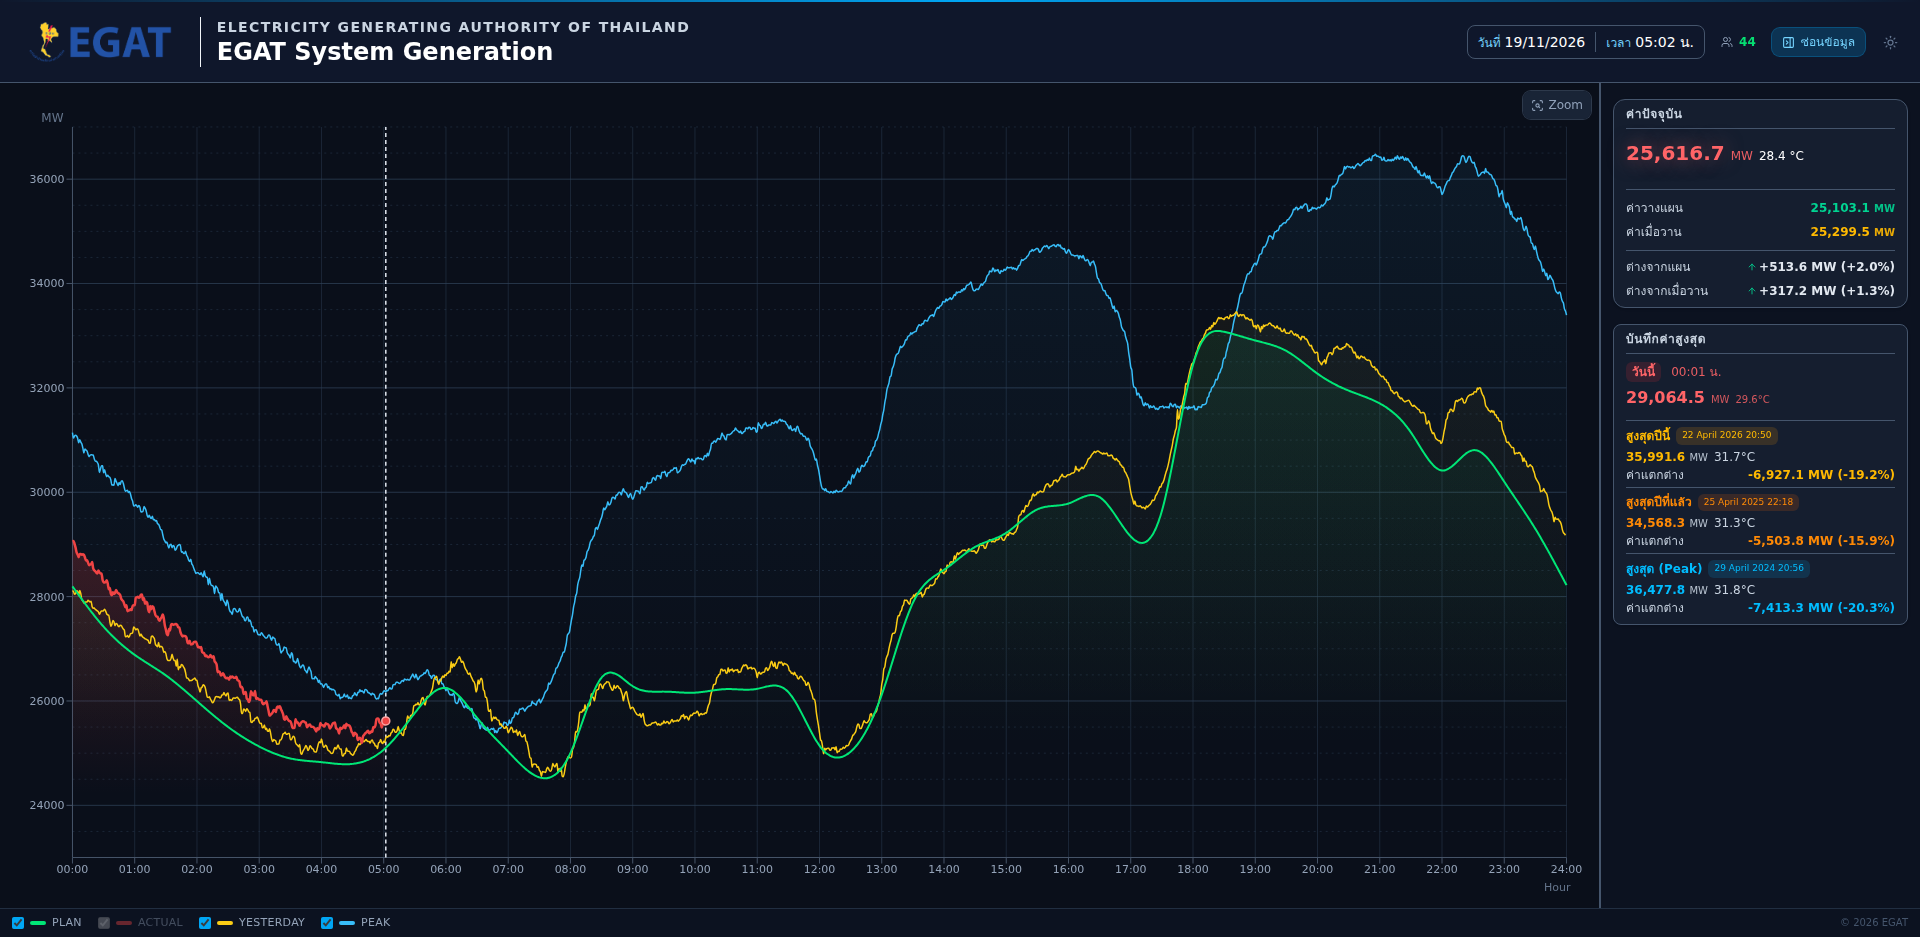 EGAT
ELECTRICITY GENERATING AUTHORITY OF THAILAND
EGAT System Generation
วันที่ 19/11/2026 เวลา 05:02 น.
44
ซ่อนข้อมูล
Zoom
MW
36000
34000
32000
30000
28000
26000
24000
00:00 01:00 02:00 03:00 04:00 05:00 06:00 07:00 08:00 09:00 10:00 11:00 12:00 13:00 14:00 15:00 16:00 17:00 18:00 19:00 20:00 21:00 22:00 23:00 24:00
Hour
ค่าปัจจุบัน
25,616.7 MW 28.4 °C
ค่าวางแผน 25,103.1 MW
ค่าเมื่อวาน 25,299.5 MW
ต่างจากแผน ↑ +513.6 MW (+2.0%)
ต่างจากเมื่อวาน ↑ +317.2 MW (+1.3%)
บันทึกค่าสูงสุด
วันนี้ 00:01 น.
29,064.5 MW 29.6°C
สูงสุดปีนี้ 22 April 2026 20:50
35,991.6 MW 31.7°C
ค่าแตกต่าง -6,927.1 MW (-19.2%)
สูงสุดปีที่แล้ว 25 April 2025 22:18
34,568.3 MW 31.3°C
ค่าแตกต่าง -5,503.8 MW (-15.9%)
สูงสุด (Peak) 29 April 2024 20:56
36,477.8 MW 31.8°C
ค่าแตกต่าง -7,413.3 MW (-20.3%)
PLAN ACTUAL YESTERDAY PEAK
© 2026 EGAT